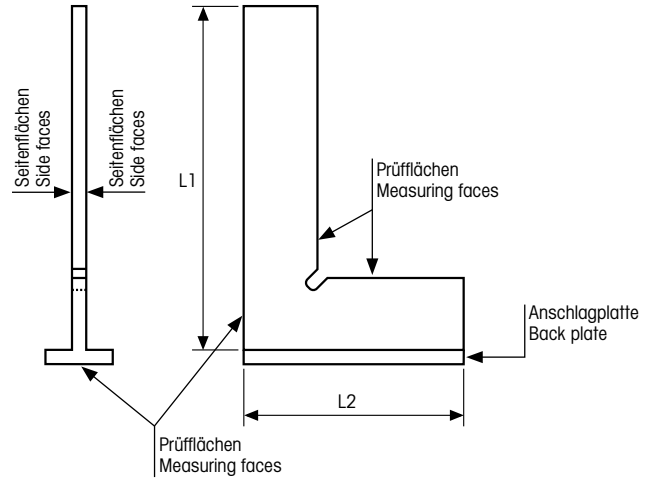 Seitenflächen
Side faces
Seitenflächen
Side faces
L1
Prüfflächen
Measuring faces
Anschlagplatte
Back plate
L2
Prüfflächen
Measuring faces